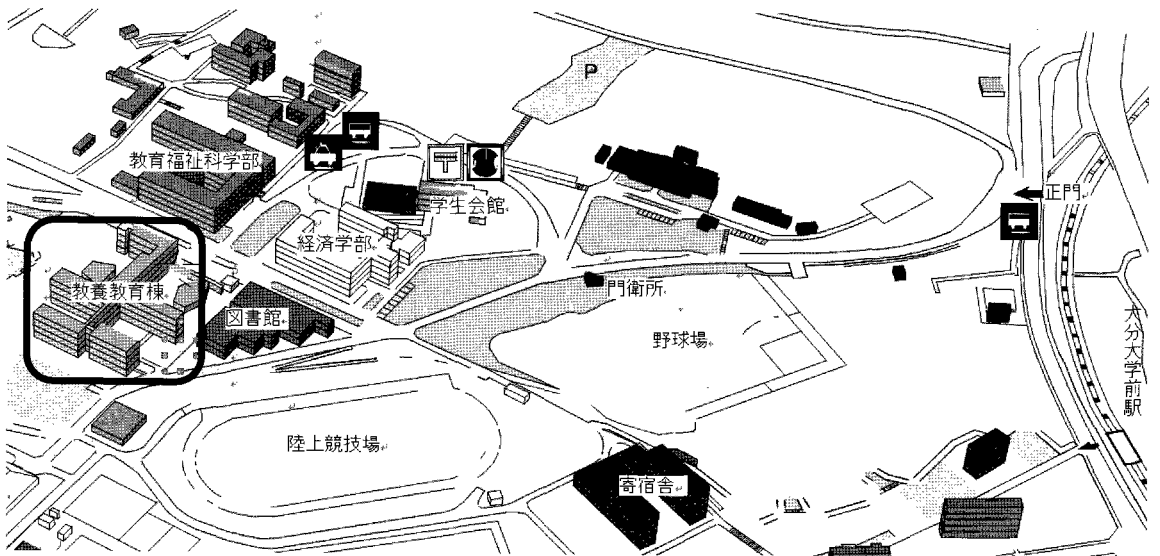 P
教育福祉科学部
〒
学生会館
正門
経済学部
教養教育棟
図書館
門衛所
野球場
大分大学前駅
陸上競技場
寄宿舎